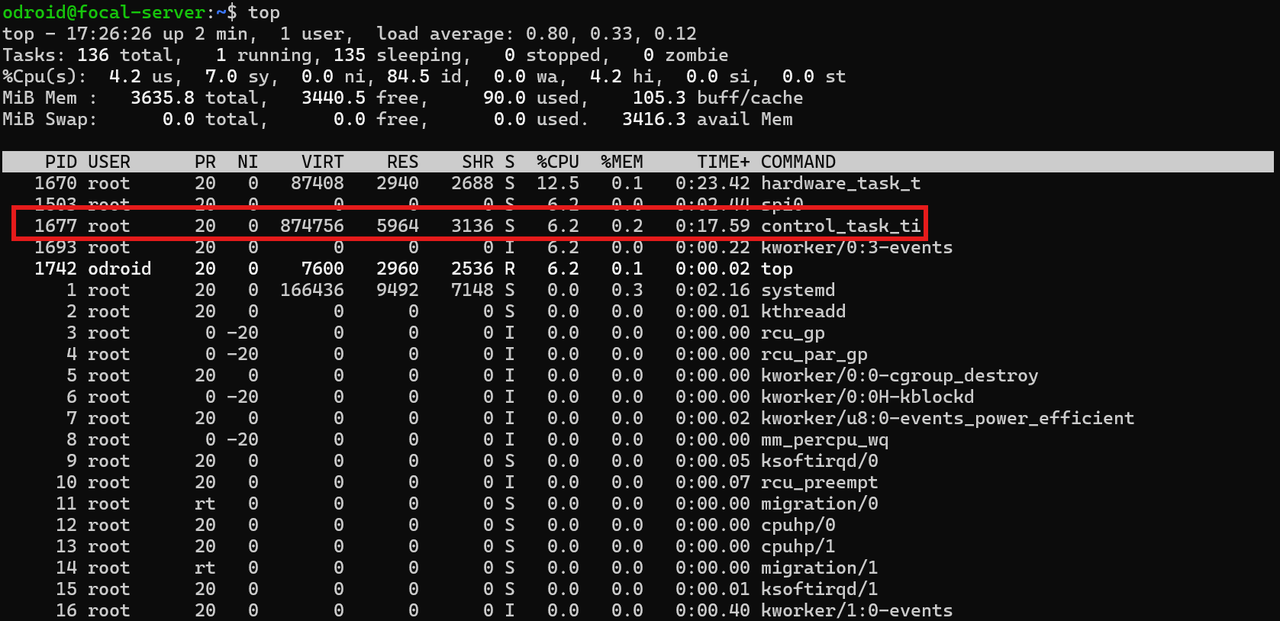 odroid@focal-server:~$ top
top - 17:26:26 up 2 min,  1 user,  load average: 0.80, 0.33, 0.12
Tasks: 136 total,   1 running, 135 sleeping,   0 stopped,   0 zombie
%Cpu(s):  4.2 us,  7.0 sy,  0.0 ni, 84.5 id,  0.0 wa,  4.2 hi,  0.0 si,  0.0 st
MiB Mem :   3635.8 total,   3440.5 free,     90.0 used,    105.3 buff/cache
MiB Swap:      0.0 total,      0.0 free,      0.0 used.   3416.3 avail Mem
    PID USER      PR  NI    VIRT    RES    SHR S  %CPU  %MEM     TIME+ COMMAND
   1670 root      20   0   87408   2940   2688 S  12.5   0.1   0:23.42 hardware_task_t
   1503 root      20   0       0      0      0 S   6.2   0.0   0:02.44 spi0
   1677 root      20   0  874756   5964   3136 S   6.2   0.2   0:17.59 control_task_ti
   1693 root      20   0       0      0      0 I   6.2   0.0   0:00.22 kworker/0:3-events
   1742 odroid    20   0    7600   2960   2536 R   6.2   0.1   0:00.02 top
      1 root      20   0  166436   9492   7148 S   0.0   0.3   0:02.16 systemd
      2 root      20   0       0      0      0 S   0.0   0.0   0:00.01 kthreadd
      3 root       0 -20       0      0      0 I   0.0   0.0   0:00.00 rcu_gp
      4 root       0 -20       0      0      0 I   0.0   0.0   0:00.00 rcu_par_gp
      5 root      20   0       0      0      0 I   0.0   0.0   0:00.00 kworker/0:0-cgroup_destroy
      6 root       0 -20       0      0      0 I   0.0   0.0   0:00.00 kworker/0:0H-kblockd
      7 root      20   0       0      0      0 I   0.0   0.0   0:00.02 kworker/u8:0-events_power_efficient
      8 root       0 -20       0      0      0 I   0.0   0.0   0:00.00 mm_percpu_wq
      9 root      20   0       0      0      0 S   0.0   0.0   0:00.05 ksoftirqd/0
     10 root      20   0       0      0      0 I   0.0   0.0   0:00.07 rcu_preempt
     11 root      rt   0       0      0      0 S   0.0   0.0   0:00.00 migration/0
     12 root      20   0       0      0      0 S   0.0   0.0   0:00.00 cpuhp/0
     13 root      20   0       0      0      0 S   0.0   0.0   0:00.00 cpuhp/1
     14 root      rt   0       0      0      0 S   0.0   0.0   0:00.00 migration/1
     15 root      20   0       0      0      0 S   0.0   0.0   0:00.01 ksoftirqd/1
     16 root      20   0       0      0      0 I   0.0   0.0   0:00.40 kworker/1:0-events